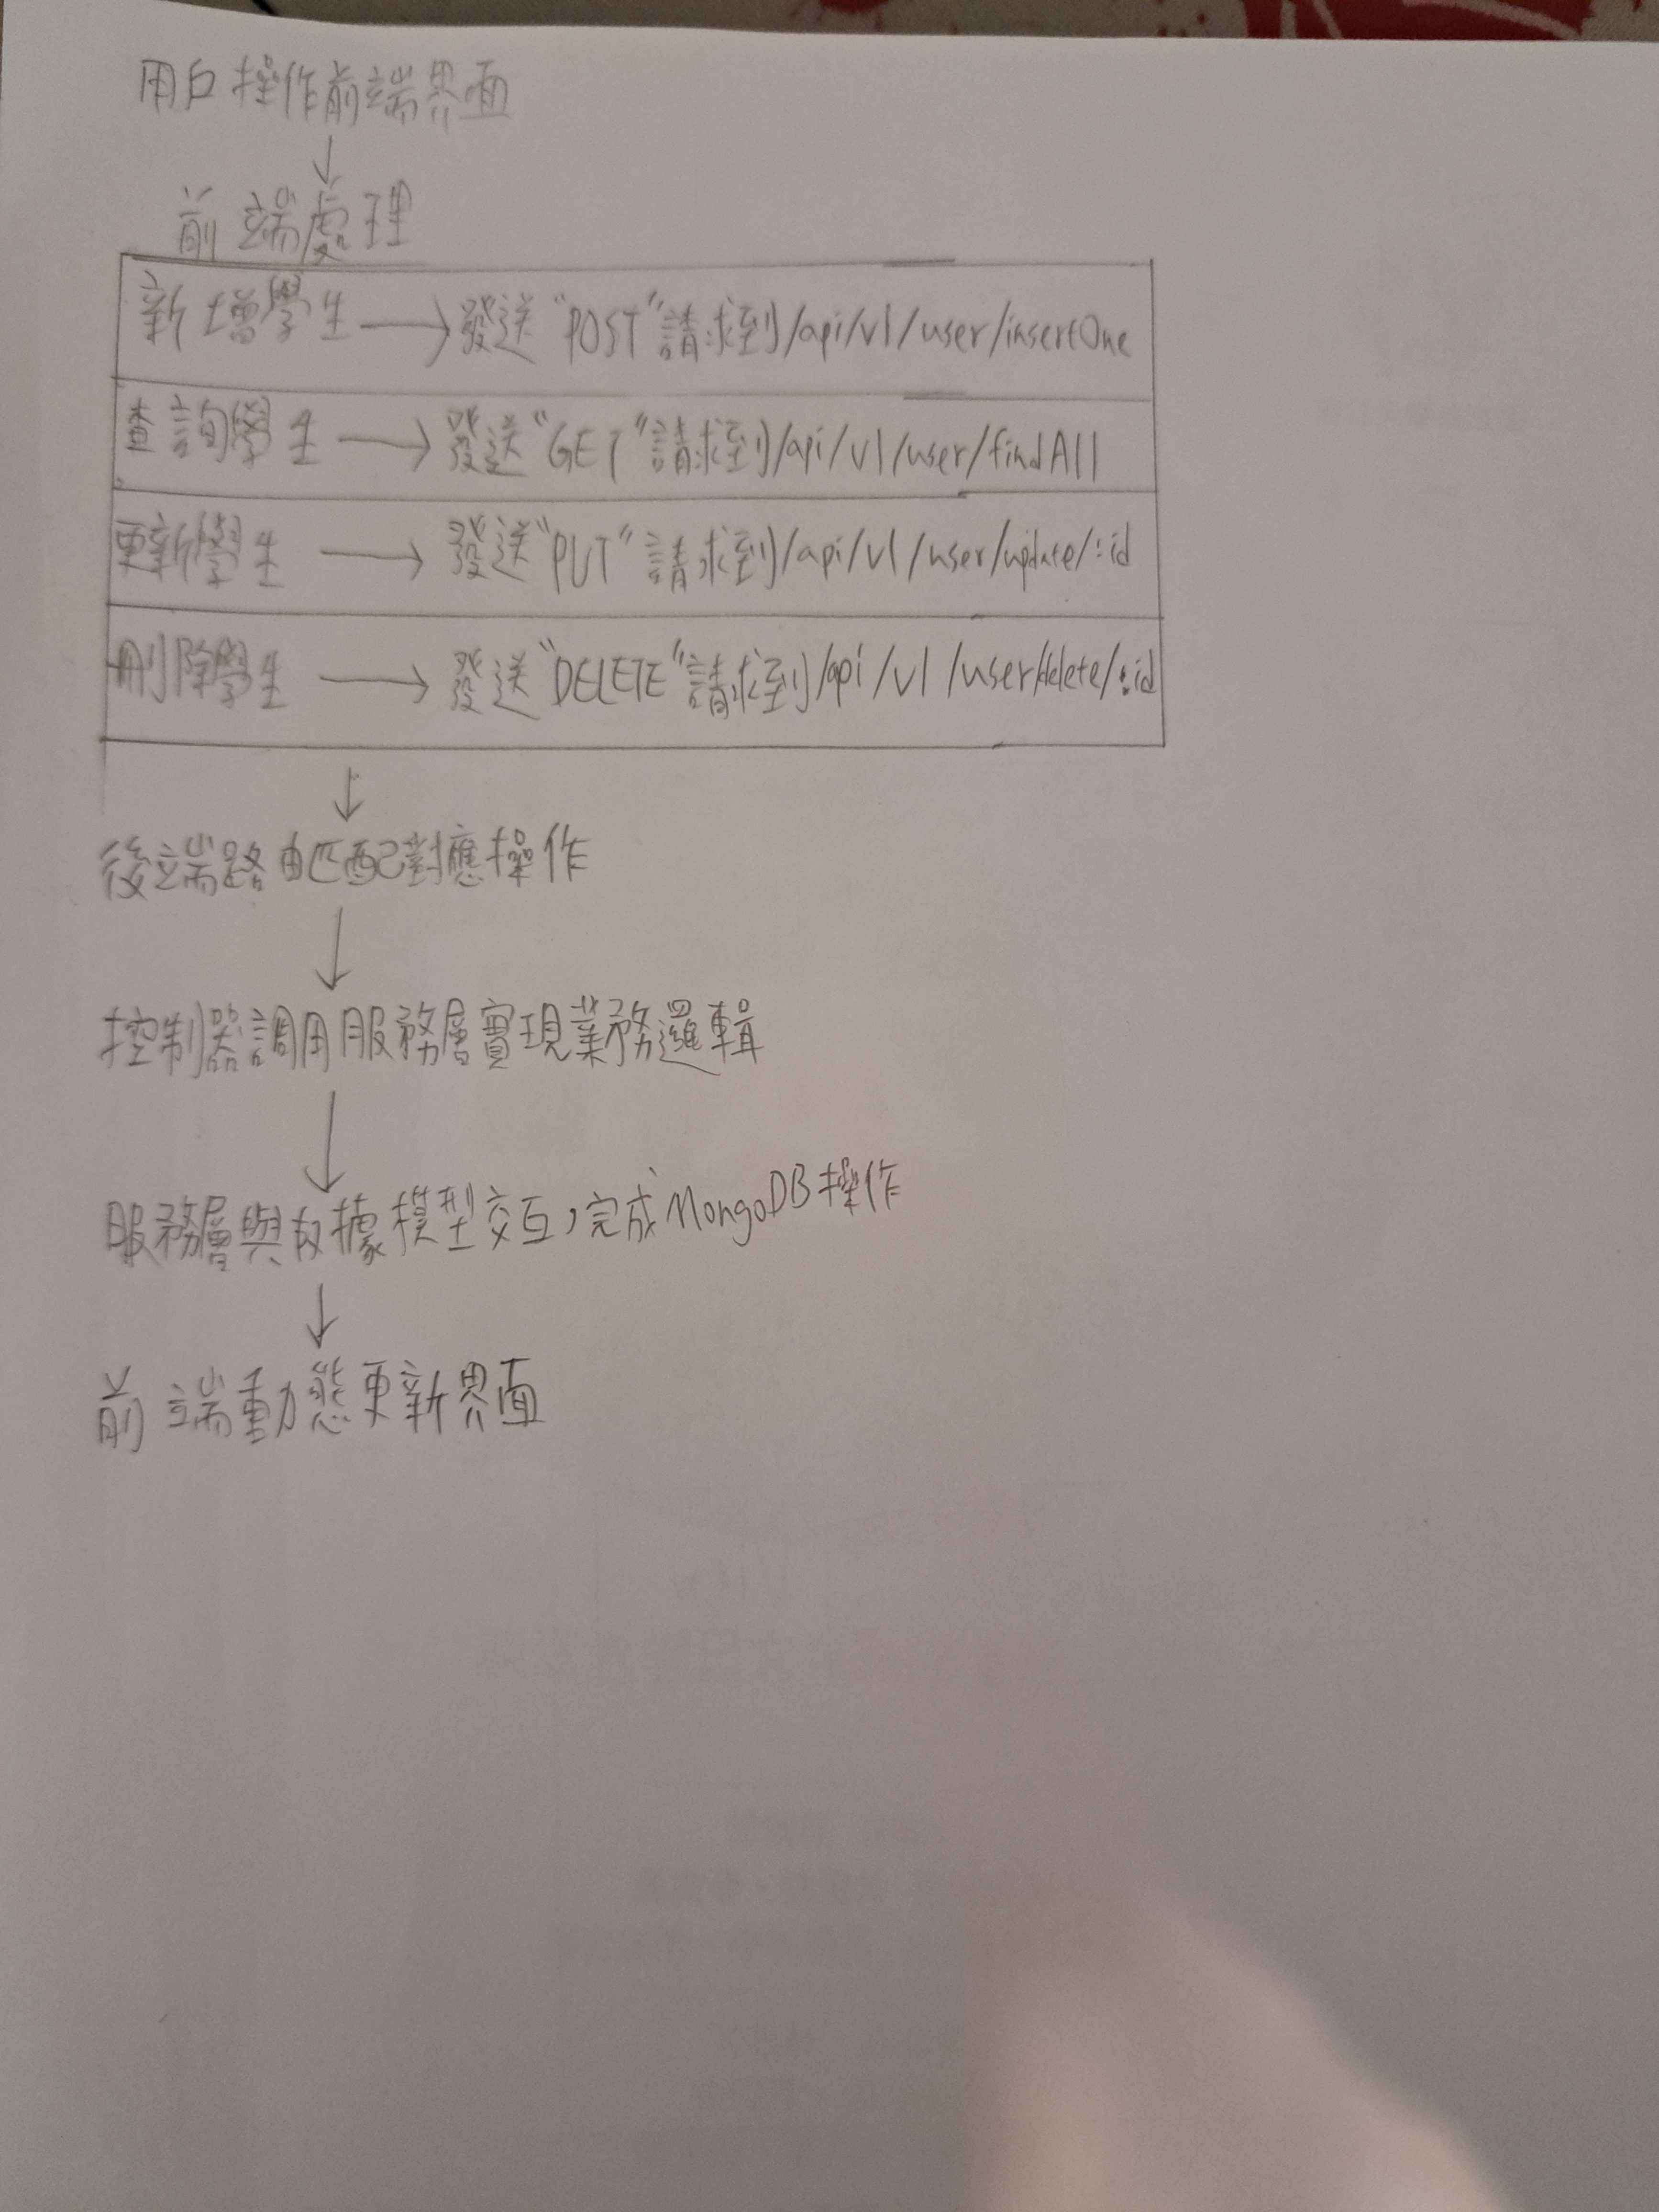 用戶操作前端界面
↓
前端處理
新增學生 → 發送“POST”請求到/api/v1/user/insertOne
查詢學生 → 發送“GET”請求到/api/v1/user/findAll
更新學生 → 發送“PUT”請求到/api/v1/user/update/:id
刪除學生 → 發送“DELETE”請求到/api/v1/user/delete/:id
↓
後端路由匹配對應操作
↓
控制器調用服務層實現業務邏輯
↓
服務層與數據模型交互,完成MongoDB操作
↓
前端動態更新界面